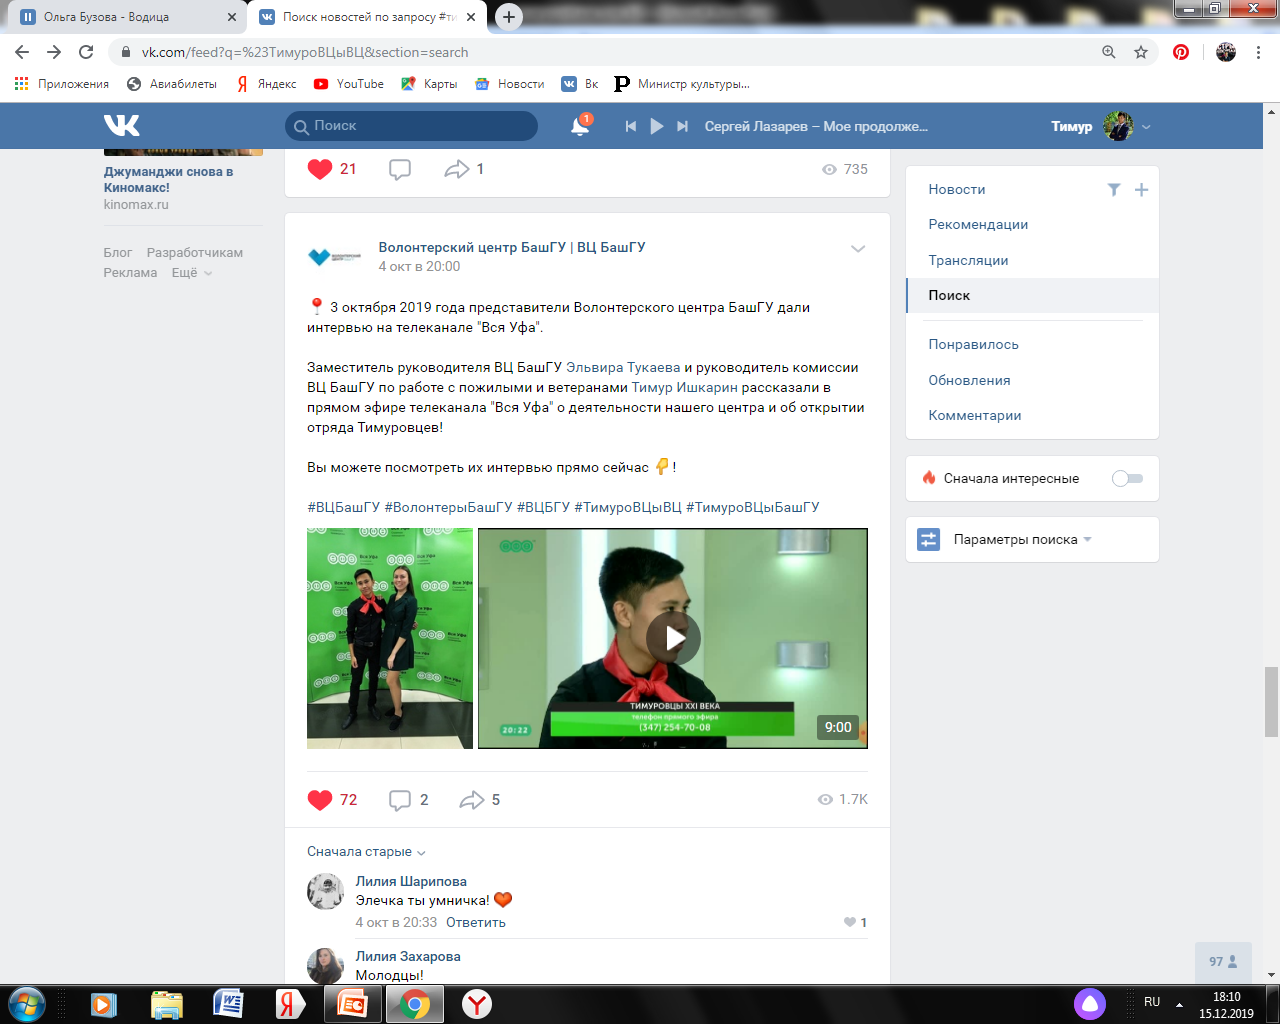 Ольга Бузова - Водица
Поиск новостей по запросу #ти
vk.com/feed?q=%23ТимуроВЦыВЦ&section=search
Приложения
Авиабилеты
Яндекс
YouTube
Карты
Новости
Вк
Министр культуры...
Поиск
1
Сергей Лазарев – Мое продолже...
Тимур
Джуманджи снова в
Киномакс!
kinomax.ru
Блог Разработчикам
Реклама Ещё
21
1
735
Волонтерский центр БашГУ | ВЦ БашГУ
4 окт в 20:00
3 октября 2019 года представители Волонтерского центра БашГУ дали
интервью на телеканале "Вся Уфа".
Заместитель руководителя ВЦ БашГУ Эльвира Тукаева и руководитель комиссии
ВЦ БашГУ по работе с пожилыми и ветеранами Тимур Ишкарин рассказали в
прямом эфире телеканала "Вся Уфа" о деятельности нашего центра и об открытии
отряда Тимуровцев!
Вы можете посмотреть их интервью прямо сейчас !
#ВЦБашГУ #ВолонтерыБашГУ #ВЦБГУ #ТимуроВЦыВЦ #ТимуроВЦыБашГУ
Вся Уфа
ТИМУРОВЦЫ XXI ВЕКА
телефон прямого эфира
(347) 254-70-08
20:22
9:00
72
2
5
1.7K
Сначала старые
Лилия Шарипова
Элечка ты умничка!
4 окт в 20:33 Ответить
1
Лилия Захарова
Молодцы!
Новости
Рекомендации
Трансляции
Поиск
Понравилось
Обновления
Комментарии
Сначала интересные
Параметры поиска
97
RU
18:10
15.12.2019